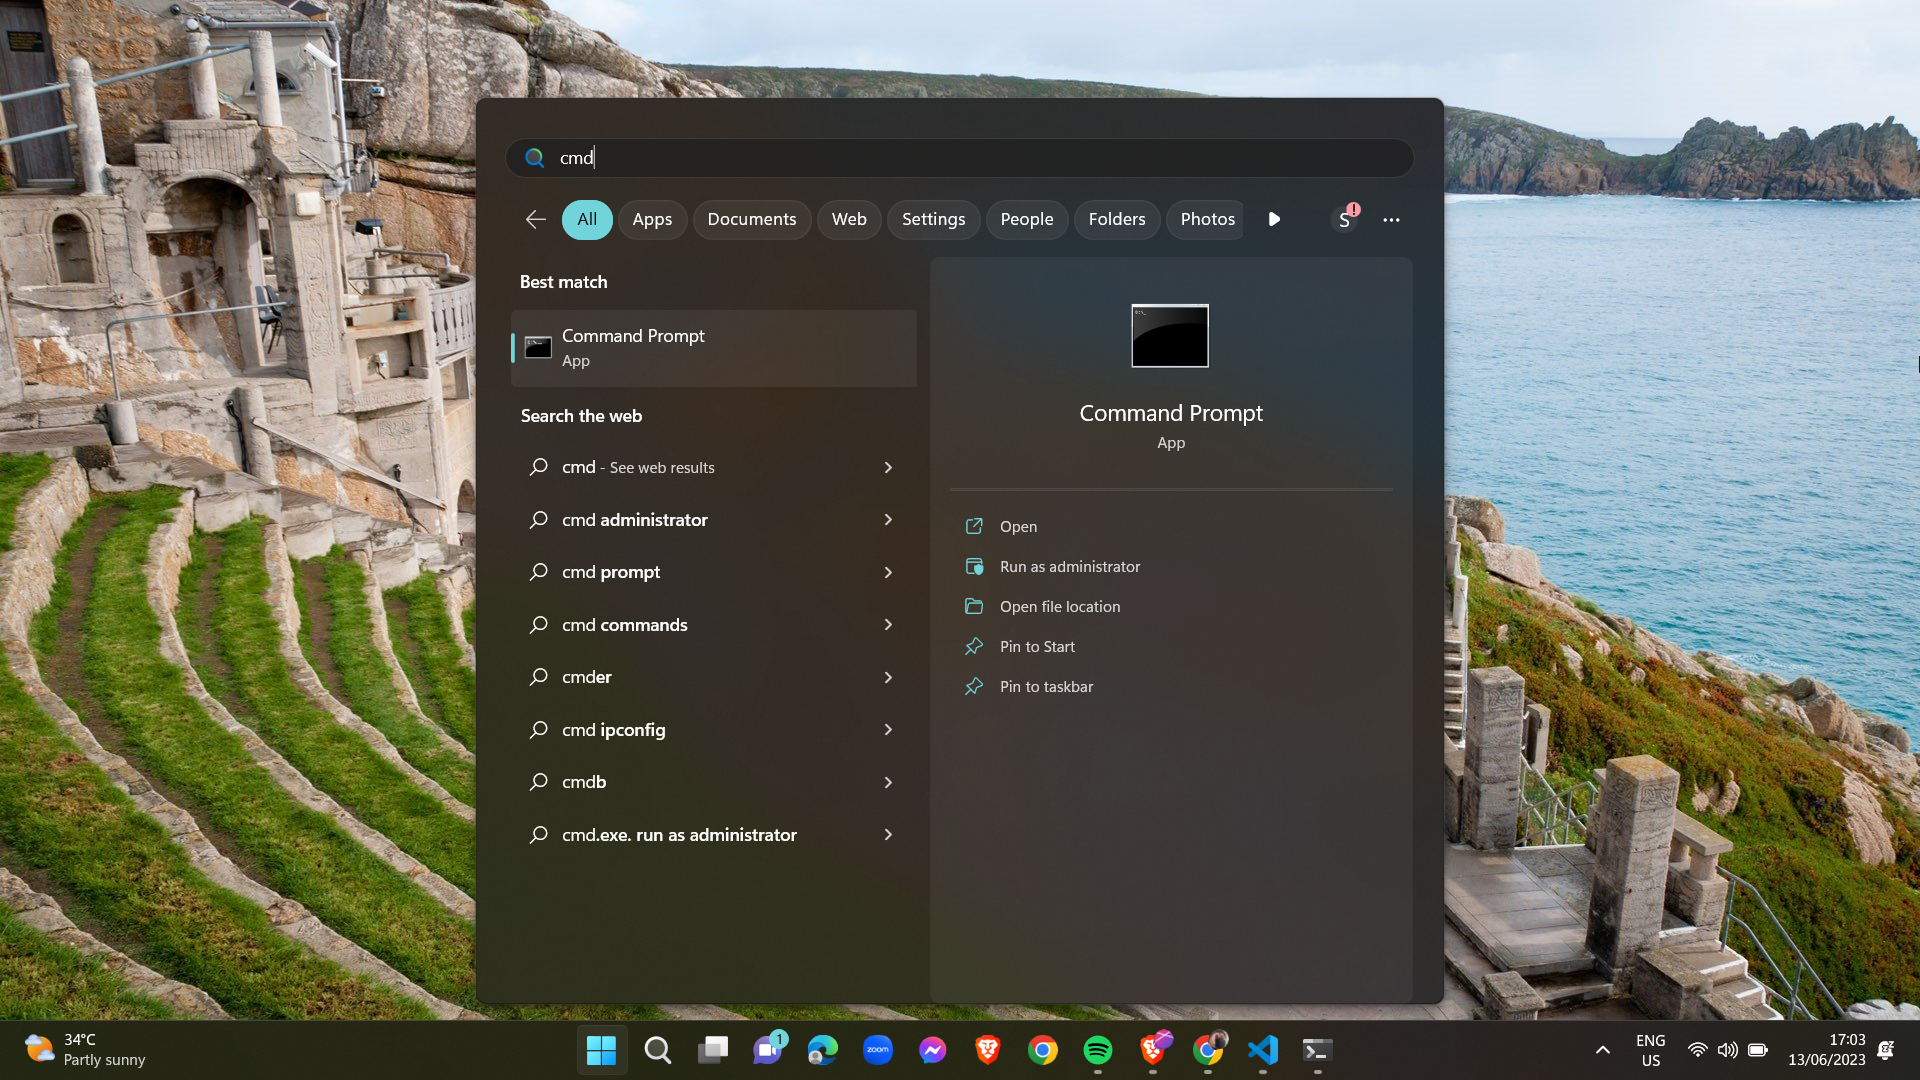 cmd
All Apps Documents Web Settings People Folders Photos S
Best match
Command Prompt
App
Search the web
cmd - See web results
cmd administrator
cmd prompt
cmd commands
cmder
cmd ipconfig
cmdb
cmd.exe. run as administrator
Command Prompt
App
Open
Run as administrator
Open file location
Pin to Start
Pin to taskbar
34°C
Partly sunny
1
zoom
ENG
US
17:03
13/06/2023